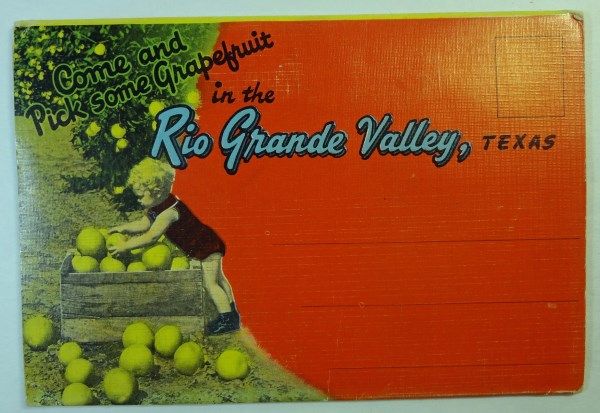 Come and
Pick some Grapefruit
in the
Rio Grande Valley, TEXAS